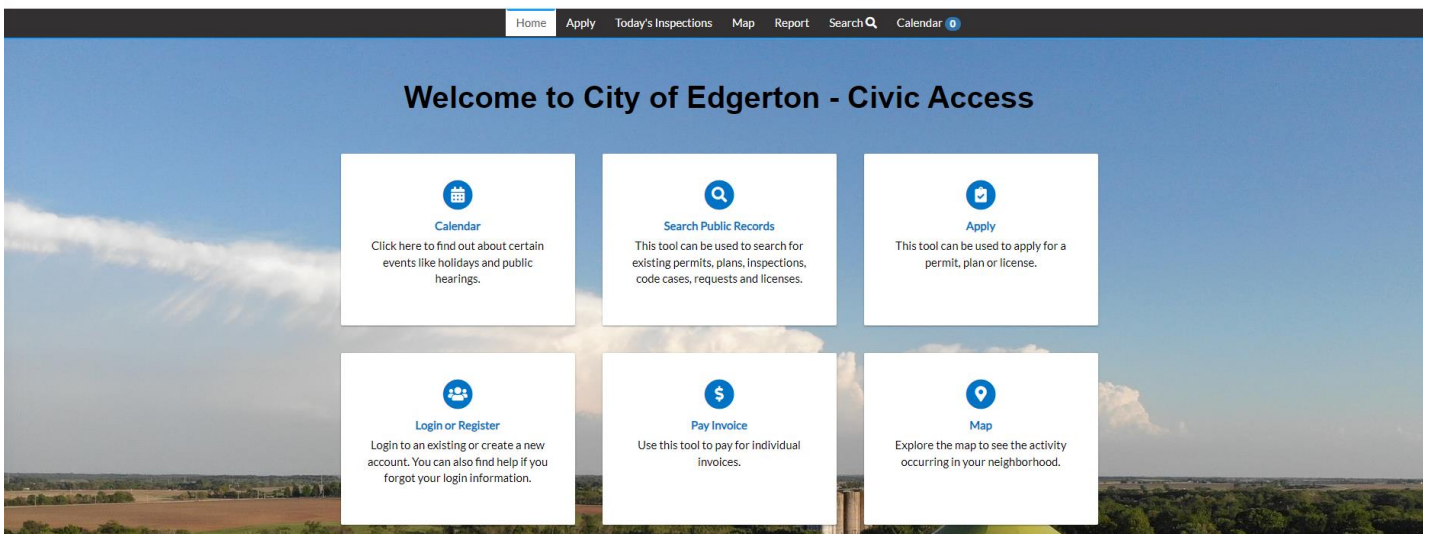 Home Apply Today's Inspections Map Report Search Calendar 0
Welcome to City of Edgerton - Civic Access
Calendar
Click here to find out about certain
events like holidays and public
hearings.
Search Public Records
This tool can be used to search for
existing permits, plans, inspections,
code cases, requests and licenses.
Apply
This tool can be used to apply for a
permit, plan or license.
Login or Register
Login to an existing or create a new
account. You can also find help if you
forgot your login information.
Pay Invoice
Use this tool to pay for individual
invoices.
Map
Explore the map to see the activity
occurring in your neighborhood.